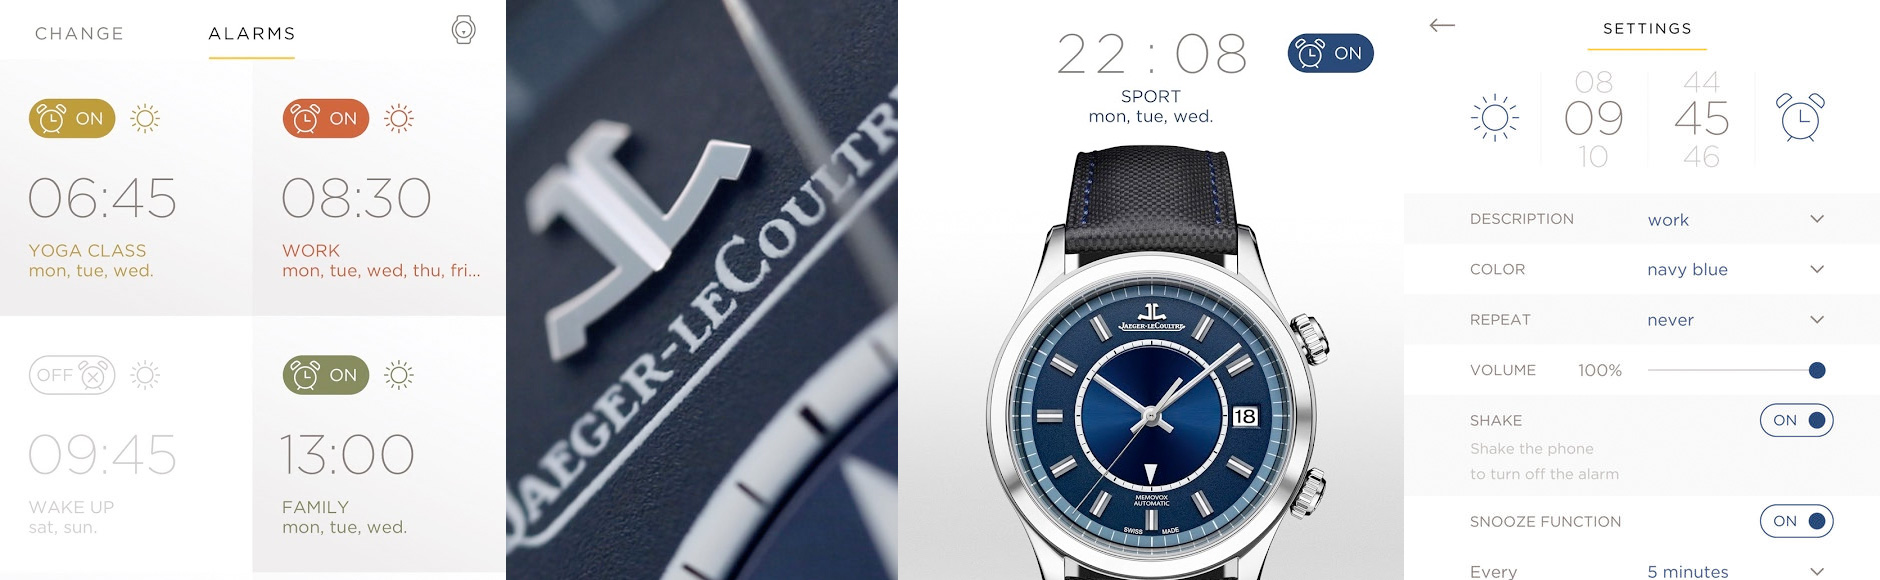 CHANGE
ALARMS
ON
ON
06:45
08:30
YOGA CLASS
mon, tue, wed.
WORK
mon, tue, wed, thu, fri...
OFF
ON
09:45
13:00
WAKE UP
sat, sun.
FAMILY
mon, tue, wed.
JAEGER-LECOULTRE
22 : 08
ON
SPORT
mon, tue, wed.
JAEGER-LECOULTRE
18
MEMOVOX
AUTOMATIC
SWISS MADE
SETTINGS
08
44
09
45
10
46
DESCRIPTION
work
COLOR
navy blue
REPEAT
never
VOLUME 100%
SHAKE
ON
Shake the phone
to turn off the alarm
SNOOZE FUNCTION
ON
Every
5 minutes